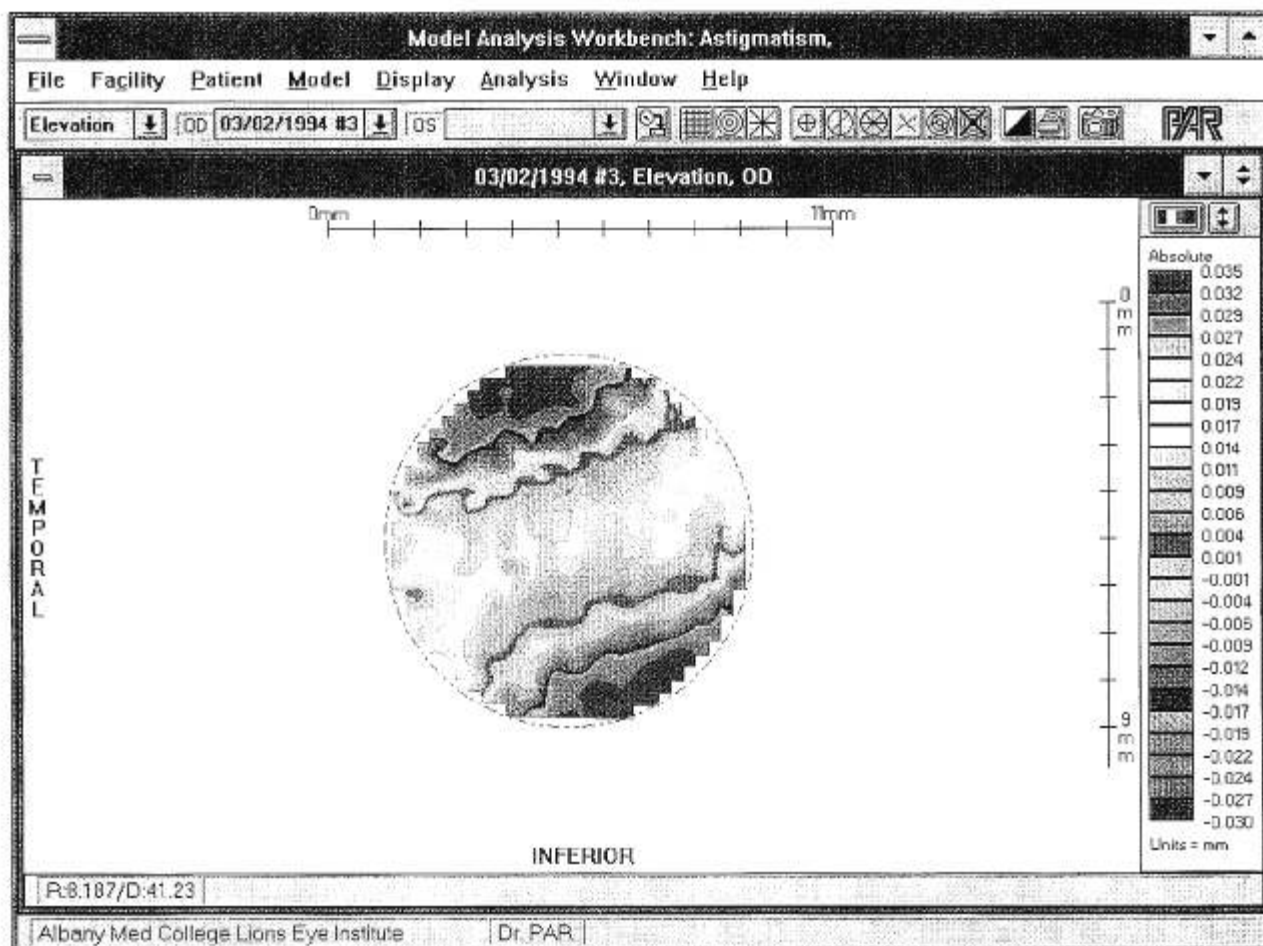 Model Analysis Workbench: Astigmatism,
File Facility Patient Model Display Analysis Window Help
Elevation OD 03/02/1994 #3 OS PAR
03/02/1994 #3, Elevation, OD
0mm 11mm
TEMPORAL
0mm
9mm
Absolute
0.035
0.032
0.029
0.027
0.024
0.022
0.019
0.017
0.014
0.011
0.009
0.006
0.004
0.001
-0.001
-0.004
-0.006
-0.009
-0.012
-0.014
-0.017
-0.019
-0.022
-0.024
-0.027
-0.030
Units = mm
INFERIOR
R:8.187/D:41.23
Albany Med College Lions Eye Institute Dr. PAR